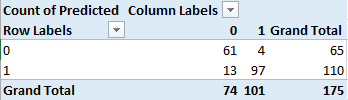 Count of Predicted Column Labels
Row Labels 0 1 Grand Total
0 61 4 65
1 13 97 110
Grand Total 74 101 175